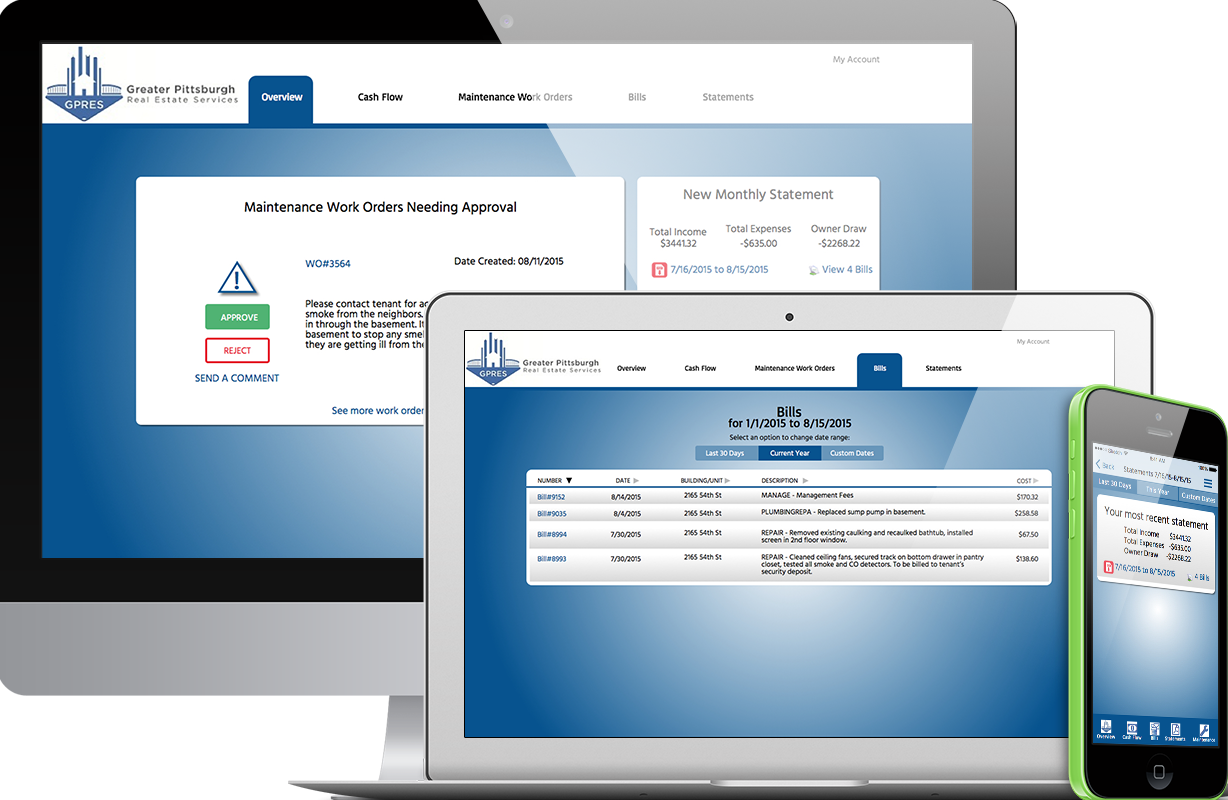 My Account
GPRES
Greater Pittsburgh
Real Estate Services
Overview
Cash Flow
Maintenance Work Orders
Bills
Statements
Maintenance Work Orders Needing Approval
WO#3564
Date Created: 08/11/2015
APPROVE
REJECT
SEND A COMMENT
Please contact tenant for ac
smoke from the neighbors.
in through the basement. It
basement to stop any smel
they are getting ill from the
See more work order
New Monthly Statement
Total Income
Total Expenses
Owner Draw
$3441.32
-$635.00
-$2268.22
7/16/2015 to 8/15/2015
View 4 Bills
My Account
GPRES
Greater Pittsburgh
Real Estate Services
Overview
Cash Flow
Maintenance Work Orders
Bills
Statements
Bills
for 1/1/2015 to 8/15/2015
Select an option to change date range:
Last 30 Days
Current Year
Custom Dates
NUMBER ▼ DATE ▶ BUILDING/UNIT ▶ DESCRIPTION ▶ COST ▶
Bill#9152 8/14/2015 2165 54th St MANAGE - Management Fees $170.32
Bill#9035 8/4/2015 2165 54th St PLUMBINGREPA - Replaced sump pump in basement. $258.58
Bill#8994 7/30/2015 2165 54th St REPAIR - Removed existing caulking and recaulked bathtub, installed $67.50
screen in 2nd floor window.
Bill#8993 7/30/2015 2165 54th St REPAIR - Cleaned ceiling fans, secured track on bottom drawer in pantry $138.60
closet, tested all smoke and CO detectors. To be billed to tenant's
security deposit.
9:41 AM
100%
Back
Statements 7/15/15-8/15/15
Last 30 Days
This Year
Custom Dates
Your most recent statement
Total Income $3441.32
Total Expenses -$635.00
Owner Draw -$2268.22
7/16/2015 to 8/15/2015
4 Bills
Overview
Cash Flow
Bills
Statements
Maintenance